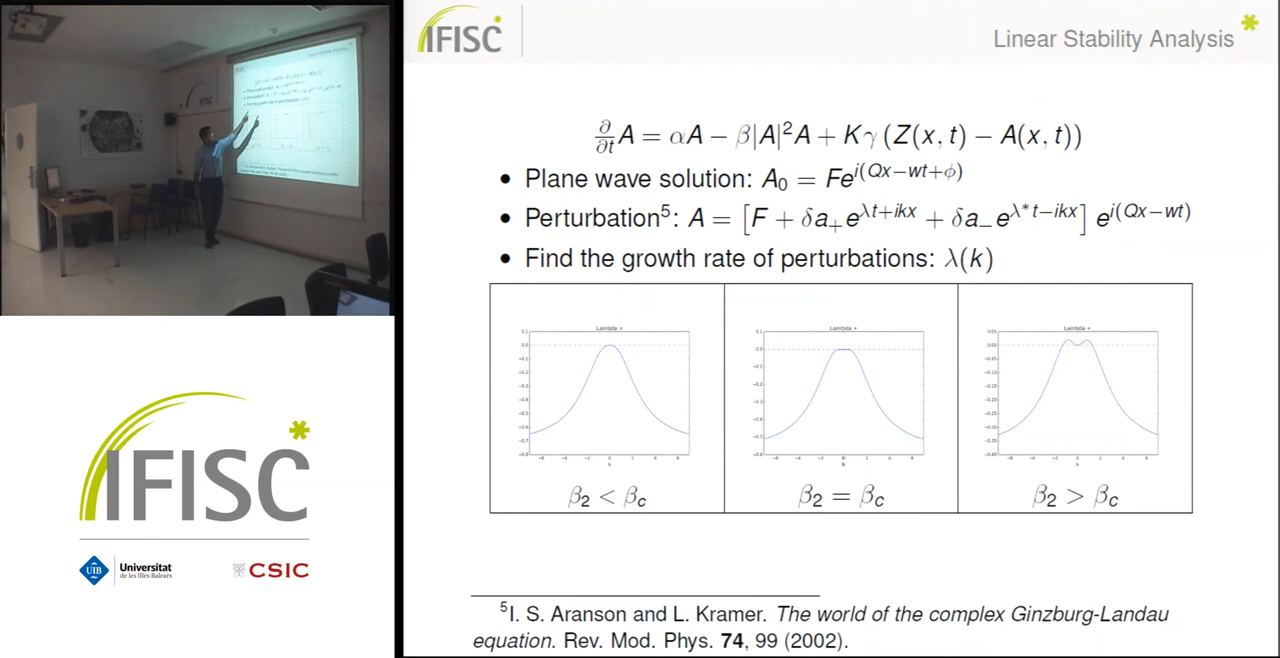 IFISC
Linear Stability Analysis
∂/∂t A = αA − β|A|²A + Kγ (Z(x, t) − A(x, t))
• Plane wave solution: A₀ = Fe^{i(Qx−wt+ϕ)}
• Perturbation⁵: A = [F + δa₊e^{λt+ikx} + δa₋e^{λ*t−ikx}] e^{i(Qx−wt)}
• Find the growth rate of perturbations: λ(k)
Lambda +
Lambda +
Lambda +
β₂ < β_c
β₂ = β_c
β₂ > β_c
⁵I. S. Aranson and L. Kramer. The world of the complex Ginzburg-Landau
equation. Rev. Mod. Phys. 74, 99 (2002).
IFISC
UIB
Universitat
de les Illes Balears
CSIC